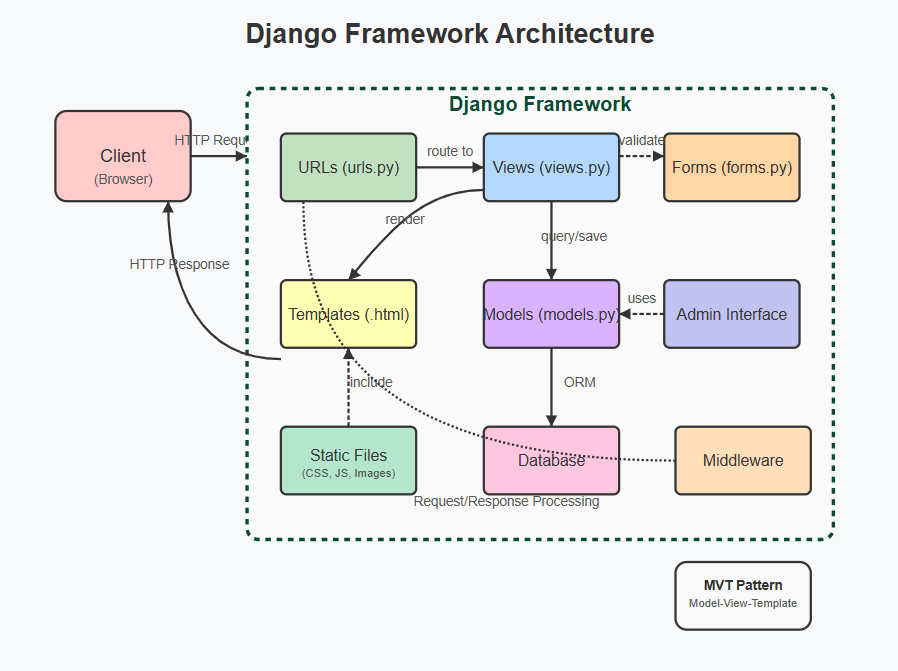 Django Framework Architecture
Django Framework
Client
(Browser)
HTTP Requ
URLs (urls.py)
route to
Views (views.py)
validate
Forms (forms.py)
render
query/save
HTTP Response
Templates (.html)
Models (models.py)
uses
Admin Interface
include
ORM
Static Files
(CSS, JS, Images)
Database
Middleware
Request/Response Processing
MVT Pattern
Model-View-Template